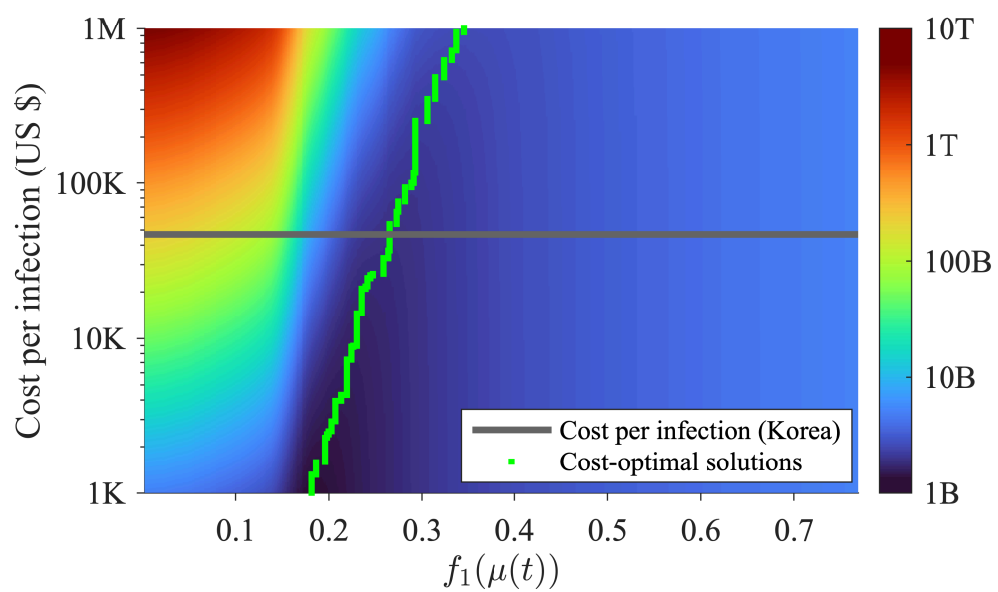 Cost per infection (US $)
1M
100K
10K
1K
0.1 0.2 0.3 0.4 0.5 0.6 0.7
f₁(μ(t))
Cost per infection (Korea)
Cost-optimal solutions
10T
1T
100B
10B
1B